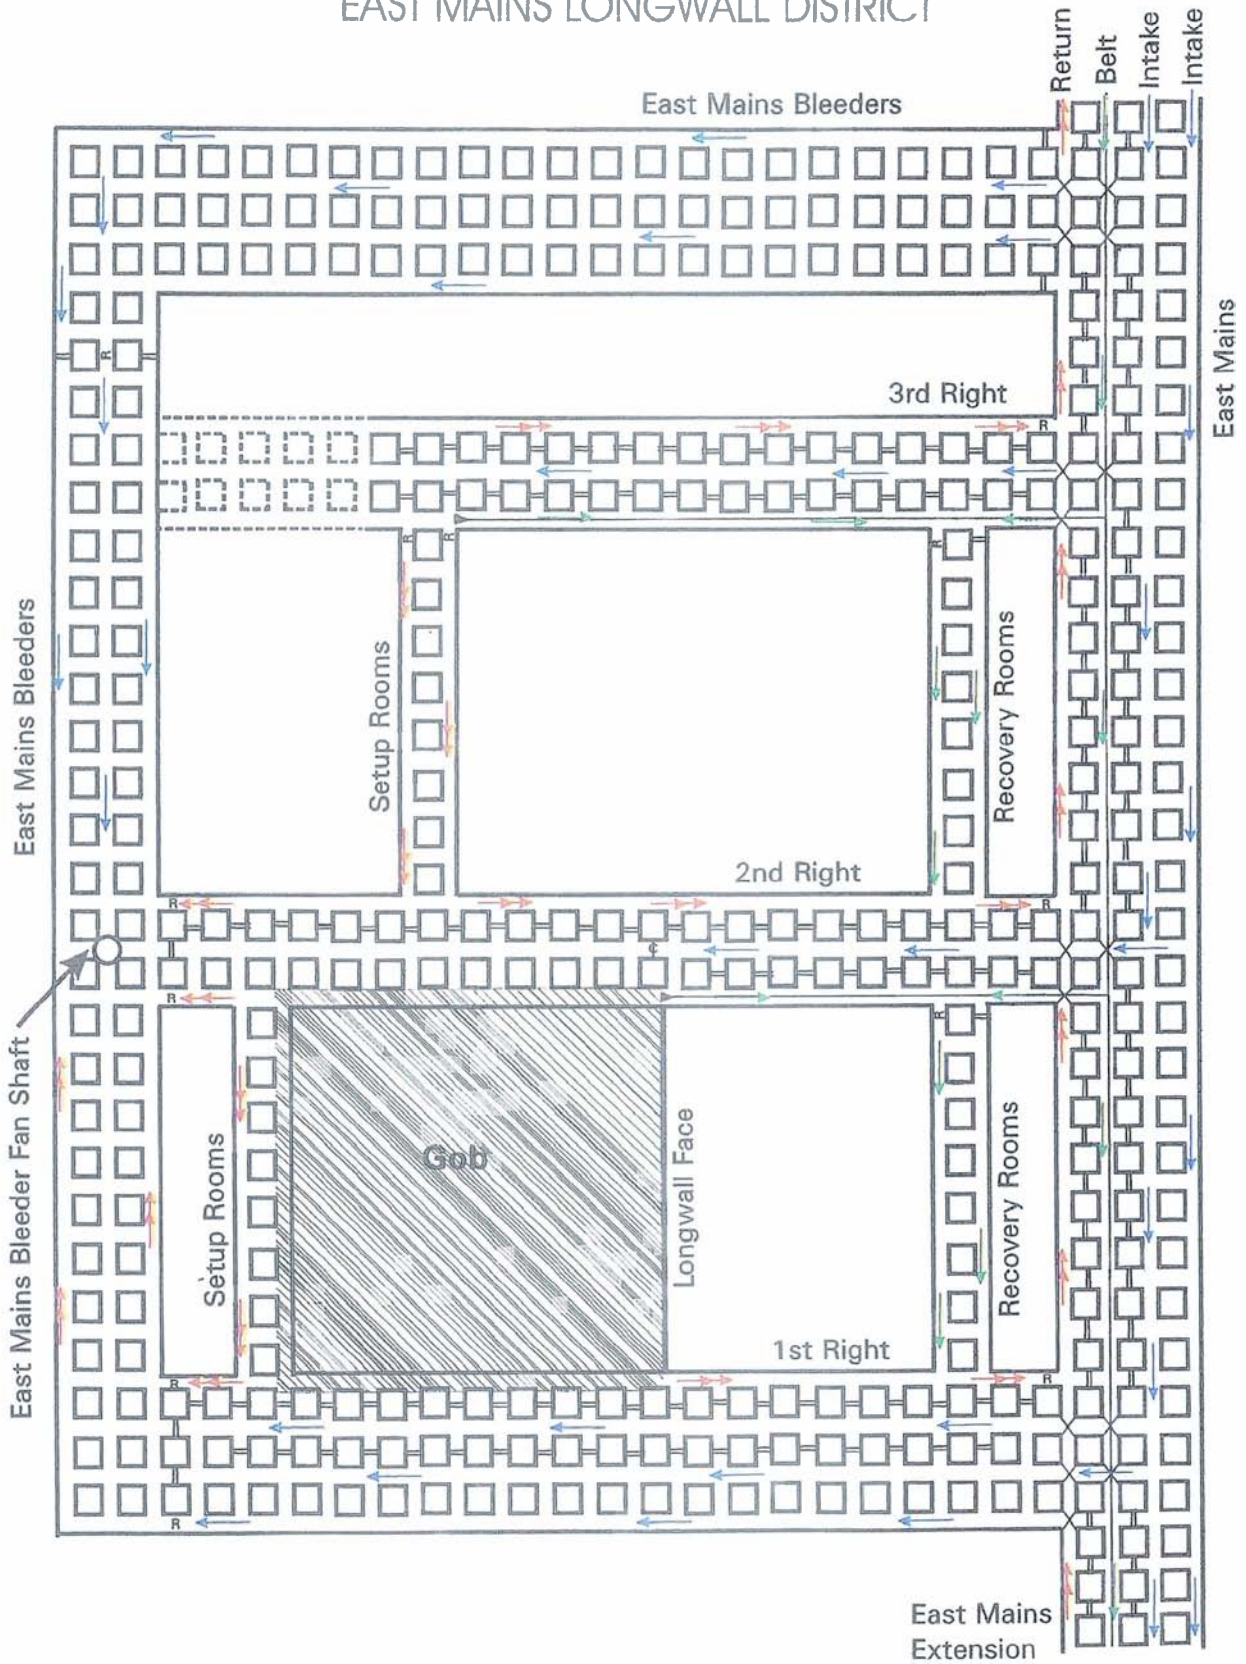 EAST MAINS LONGWALL DISTRICT
Return
Belt
Intake
Intake
East Mains Bleeders
East Mains
3rd Right
R
R
R
R
R
East Mains Bleeders
Setup Rooms
Recovery Rooms
2nd Right
R
R
¢
East Mains Bleeder Fan Shaft
R
R
Setup Rooms
Gob
Longwall Face
Recovery Rooms
1st Right
R
R
R
East Mains
Extension